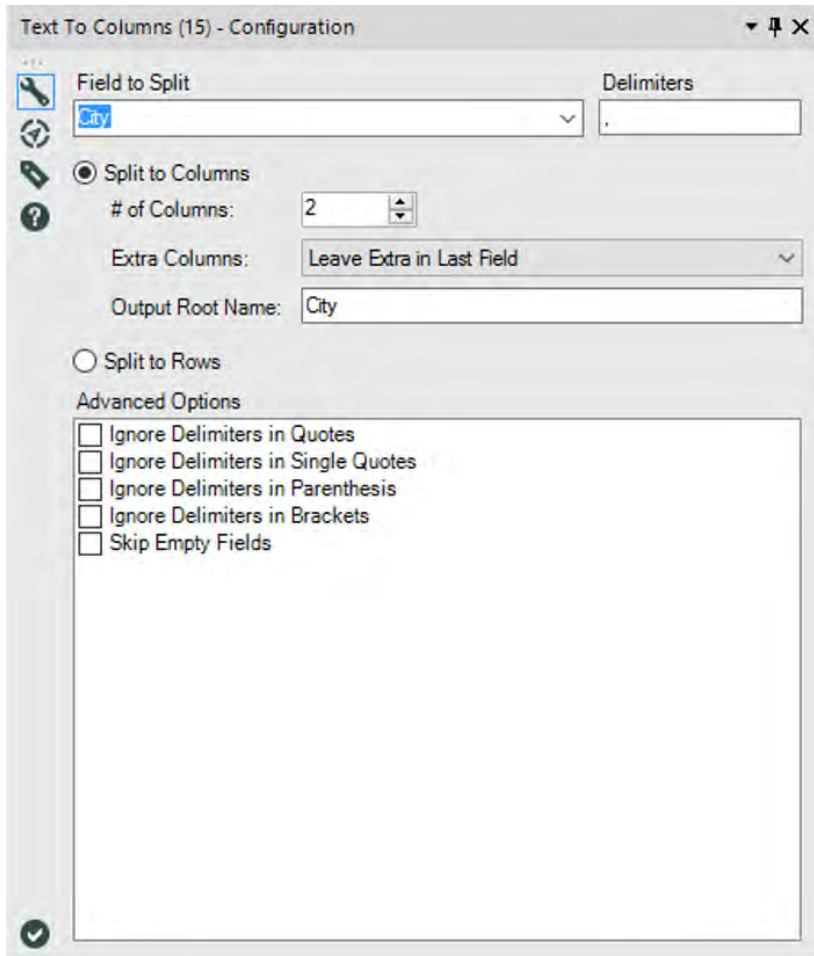 Text To Columns (15) - Configuration
Field to Split
Delimiters
City
,
Split to Columns
# of Columns: 2
Extra Columns: Leave Extra in Last Field
Output Root Name: City
Split to Rows
Advanced Options
Ignore Delimiters in Quotes
Ignore Delimiters in Single Quotes
Ignore Delimiters in Parenthesis
Ignore Delimiters in Brackets
Skip Empty Fields